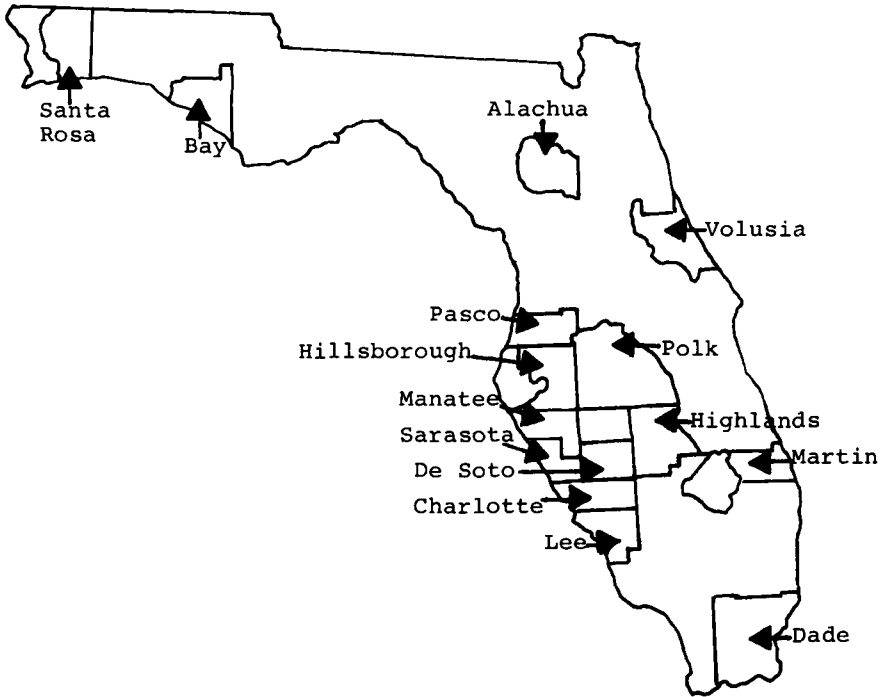 Santa
Rosa
Bay
Alachua
Volusia
Pasco
Hillsborough
Polk
Manatee
Highlands
Sarasota
Martin
De Soto
Charlotte
Lee
Dade